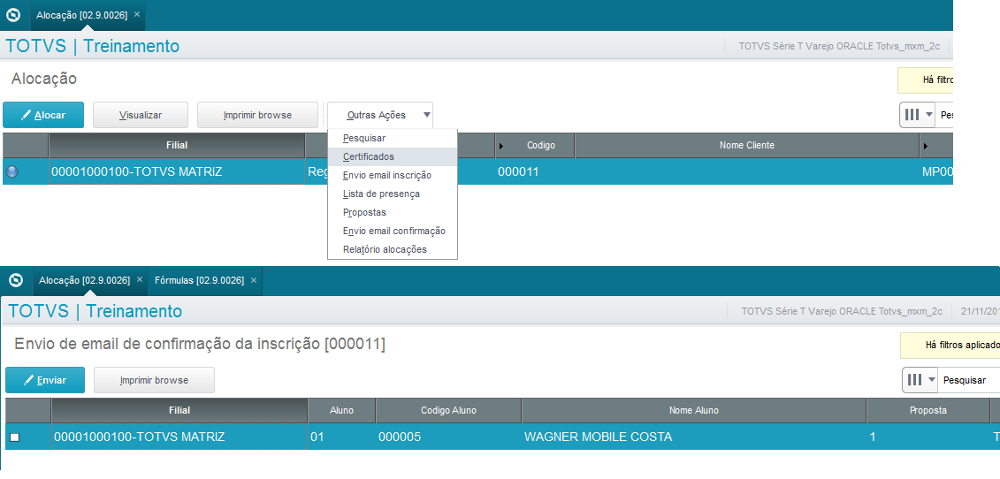 Alocação [02.9.0026] ×
TOTVS | Treinamento
TOTVS Série T Varejo ORACLE Totvs_mxm_2c
Alocação
Há filtro
Alocar Visualizar Imprimir browse Outras Ações
Pesquisar
Certificados
Envio email inscrição
Lista de presença
Propostas
Envio email confirmação
Relatório alocações
Filial Codigo Nome Cliente
00001000100-TOTVS MATRIZ 000011 MP00
Alocação [02.9.0026] × Fórmulas [02.9.0026] ×
TOTVS | Treinamento
TOTVS Série T Varejo ORACLE Totvs_mxm_2c 21/11/201
Envio de email de confirmação da inscrição [000011]
Há filtros aplicado
Enviar Imprimir browse Pesquisar
Filial Aluno Codigo Aluno Nome Aluno Proposta
00001000100-TOTVS MATRIZ 01 000005 WAGNER MOBILE COSTA 1 T